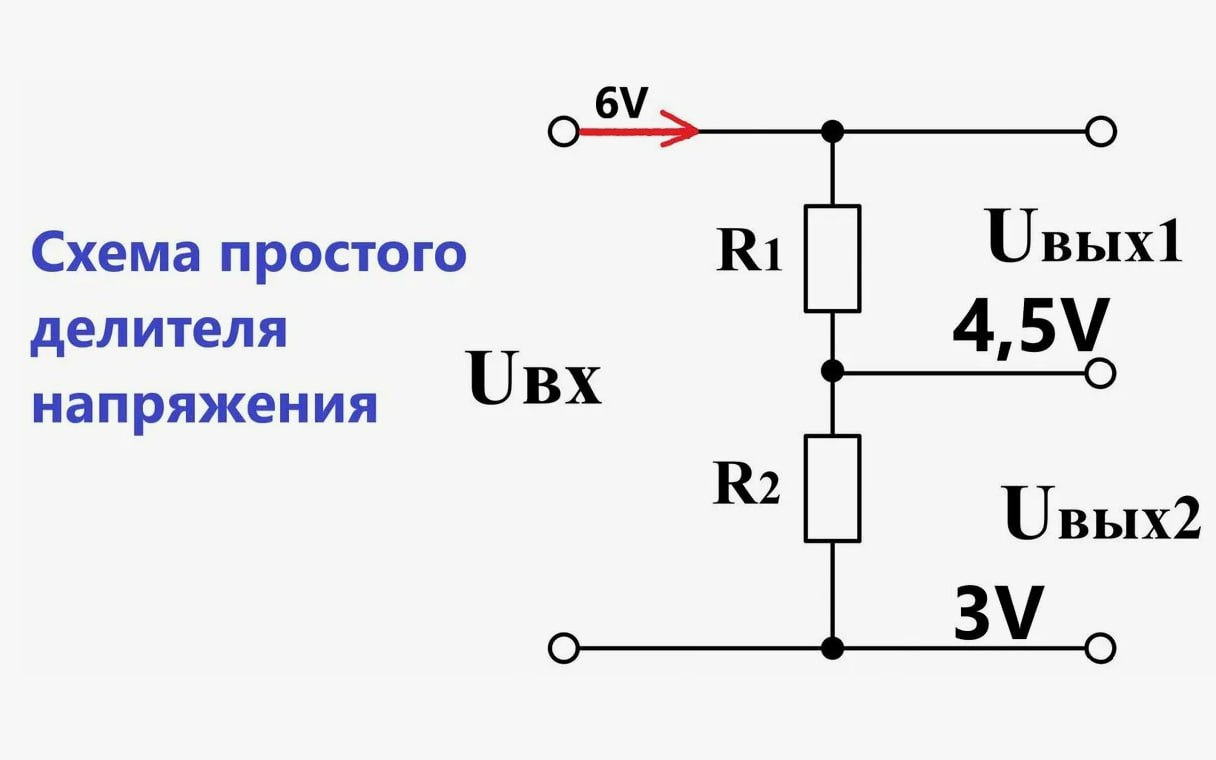 6V
Схема простого
делителя
напряжения
Uвх
R1
Uвых1
4,5V
R2
Uвых2
3V